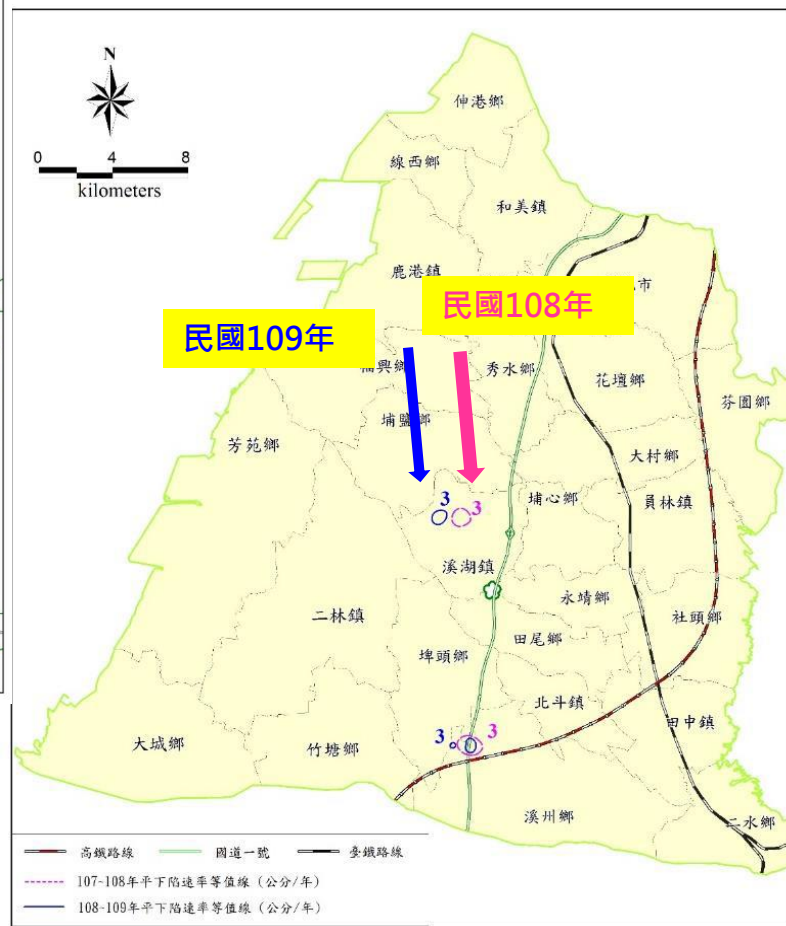 N
0 4 8
kilometers
伸港鄉
線西鄉
和美鎮
鹿港鎮
民國108年
市
民國109年
福興鄉
秀水鄉
花壇鄉
芬園鄉
埔鹽鄉
芳苑鄉
大村鄉
3
3
埔心鄉
員林鎮
溪湖鎮
二林鎮
永靖鄉
社頭鄉
田尾鄉
埤頭鄉
北斗鎮
田中鎮
3
3
大城鄉
竹塘鄉
溪州鄉
二水鄉
高鐵路線 國道一號 臺鐵路線
107-108年平下陷速率等值線（公分/年）
108-109年平下陷速率等值線（公分/年）